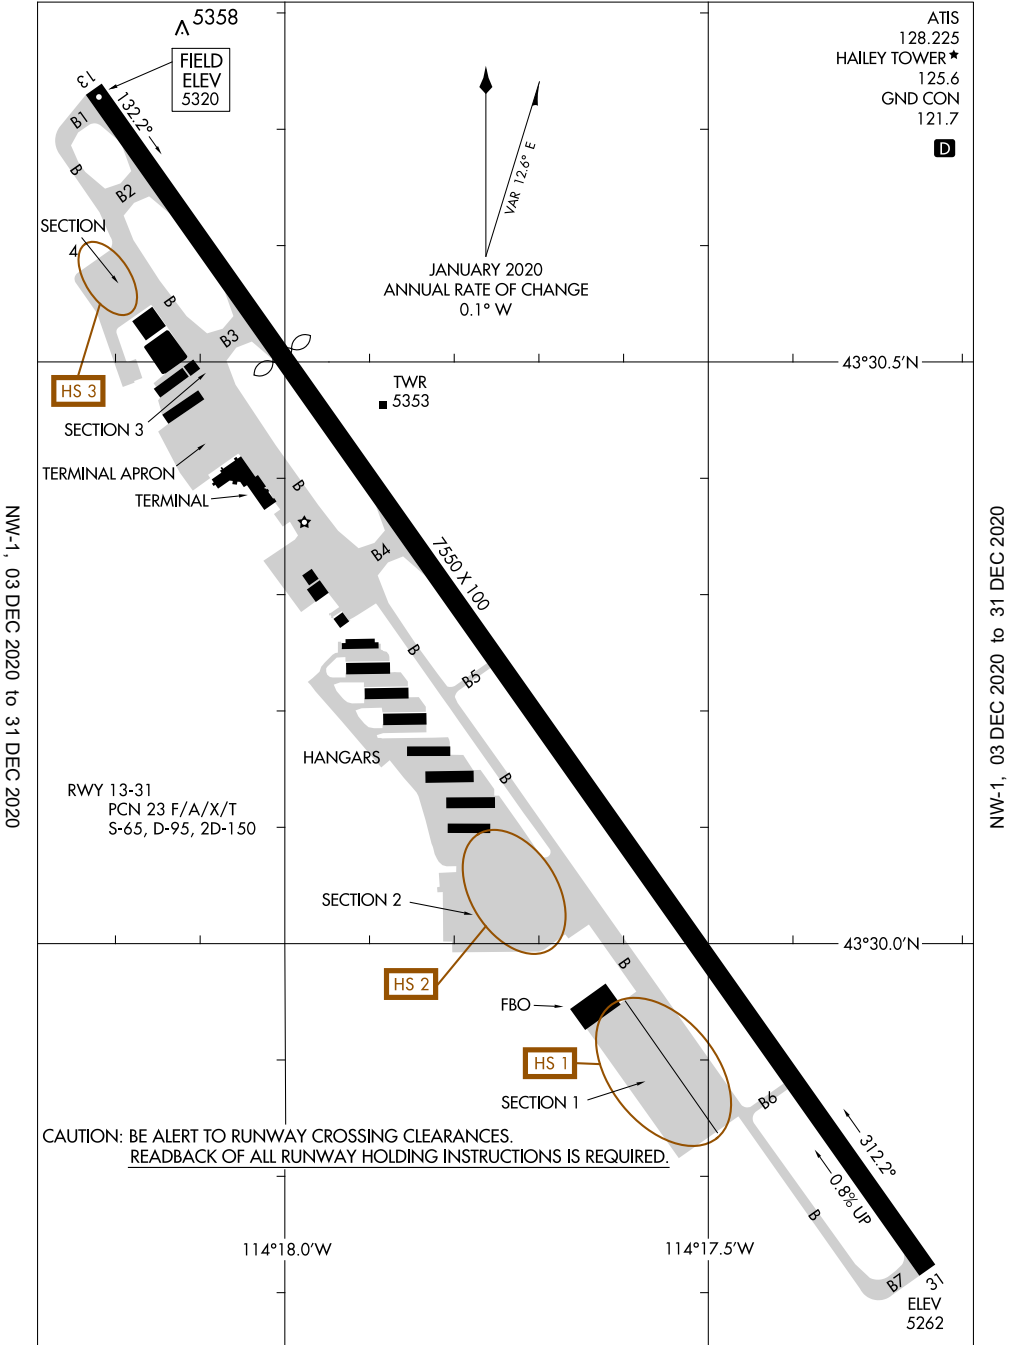 5358
FIELD
ELEV
5320
13
132.2°
ATIS
128.225
HAILEY TOWER
125.6
GND CON
121.7
D
B1
B
B2
SECTION
4
VAR 12.6° E
JANUARY 2020
ANNUAL RATE OF CHANGE
0.1° W
B
B3
43°30.5'N
HS 3
TWR
5353
SECTION 3
TERMINAL APRON
TERMINAL
B
B4
7550 X 100
B
B5
HANGARS
B
RWY 13-31
PCN 23 F/A/X/T
S-65, D-95, 2D-150
SECTION 2
43°30.0'N
HS 2
B
FBO
HS 1
SECTION 1
B6
CAUTION: BE ALERT TO RUNWAY CROSSING CLEARANCES.
READBACK OF ALL RUNWAY HOLDING INSTRUCTIONS IS REQUIRED.
312.2°
0.8% UP
B
114°18.0'W
114°17.5'W
B7
31
ELEV
5262
NW-1, 03 DEC 2020 to 31 DEC 2020
NW-1, 03 DEC 2020 to 31 DEC 2020